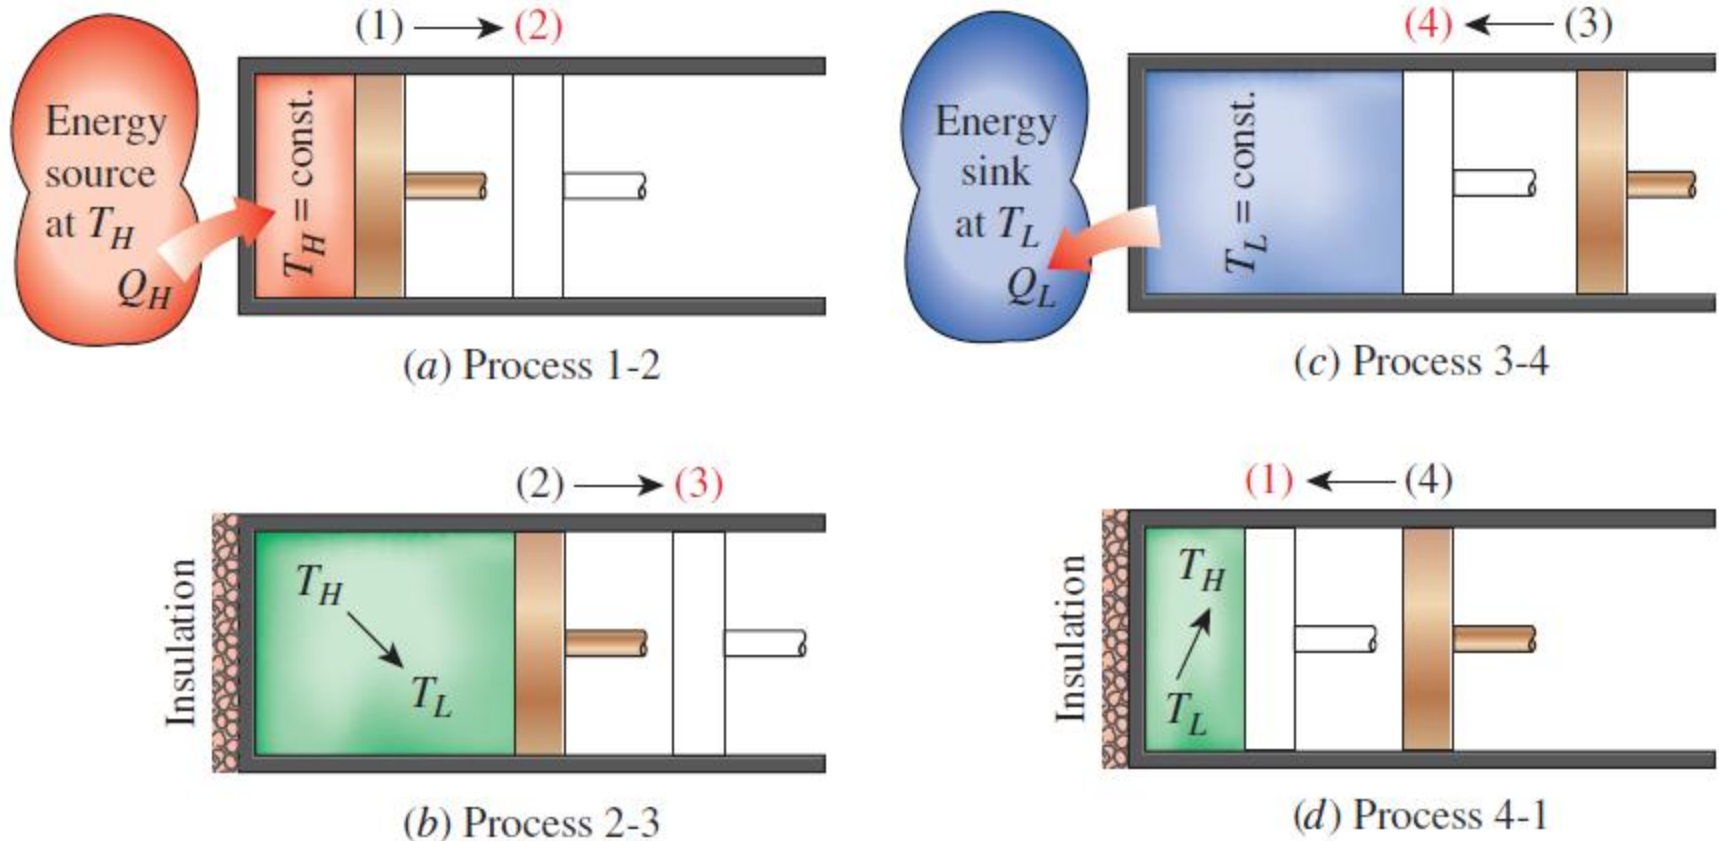 (1) → (2)
Energy
source
at T_H
Q_H
T_H = const.
(a) Process 1-2
(4) ← (3)
Energy
sink
at T_L
Q_L
T_L = const.
(c) Process 3-4
(2) → (3)
Insulation
T_H
T_L
(b) Process 2-3
(1) ← (4)
Insulation
T_H
T_L
(d) Process 4-1